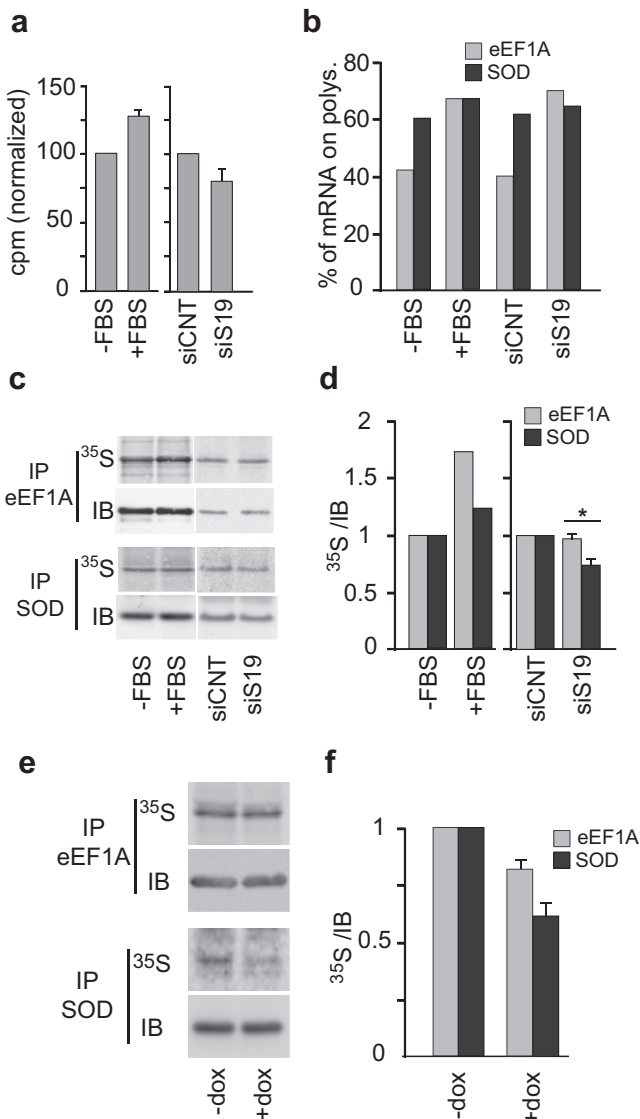 a
cpm (normalized)
150
100
50
0
-FBS
+FBS
siCNT
siS19
b
eEF1A
SOD
% of mRNA on polys.
80
60
40
20
0
-FBS
+FBS
siCNT
siS19
c
IP
eEF1A
35S
IB
IP
SOD
35S
IB
-FBS
+FBS
siCNT
siS19
d
eEF1A
SOD
35S /IB
2
1.5
1
0.5
0
*
-FBS
+FBS
siCNT
siS19
e
IP
eEF1A
35S
IB
IP
SOD
35S
IB
-dox
+dox
f
eEF1A
SOD
35S /IB
1
0.5
0
-dox
+dox